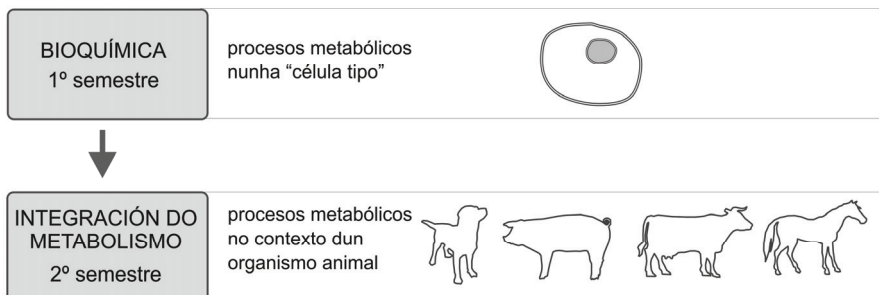 BIOQUÍMICA
1º semestre
procesos metabólicos
nunha “célula tipo”
INTEGRACIÓN DO
METABOLISMO
2º semestre
procesos metabólicos
no contexto dun
organismo animal